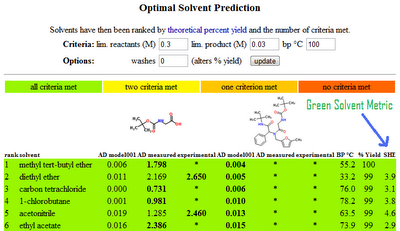 Optimal Solvent Prediction
Solvents have then been ranked by theoretical percent yield and the number of criteria met.
Criteria: lim. reactants (M) 0.3 lim. product (M) 0.03 bp °C 100
Options: washes 0 (alters % yield) update
all criteria met two criteria met one criterion met no criteria met
Green Solvent Metric
rank solvent AD model001 AD measured experimental AD model001 AD measured experimental BP °C % Yield SHE
1 methyl tert-butyl ether 0.006 1.798 * 0.004 * * 55.2 100
2 diethyl ether 0.011 2.169 2.650 0.005 * * 33.2 99 3.9
3 carbon tetrachloride 0.000 0.731 * 0.006 * * 76.0 99 3.1
4 1-chlorobutane 0.001 0.981 * 0.010 * * 78.2 99 3.8
5 acetonitrile 0.019 1.285 2.460 0.013 * * 63.5 99 4.6
6 ethyl acetate 0.016 2.386 * 0.015 * * 73.9 99 2.9